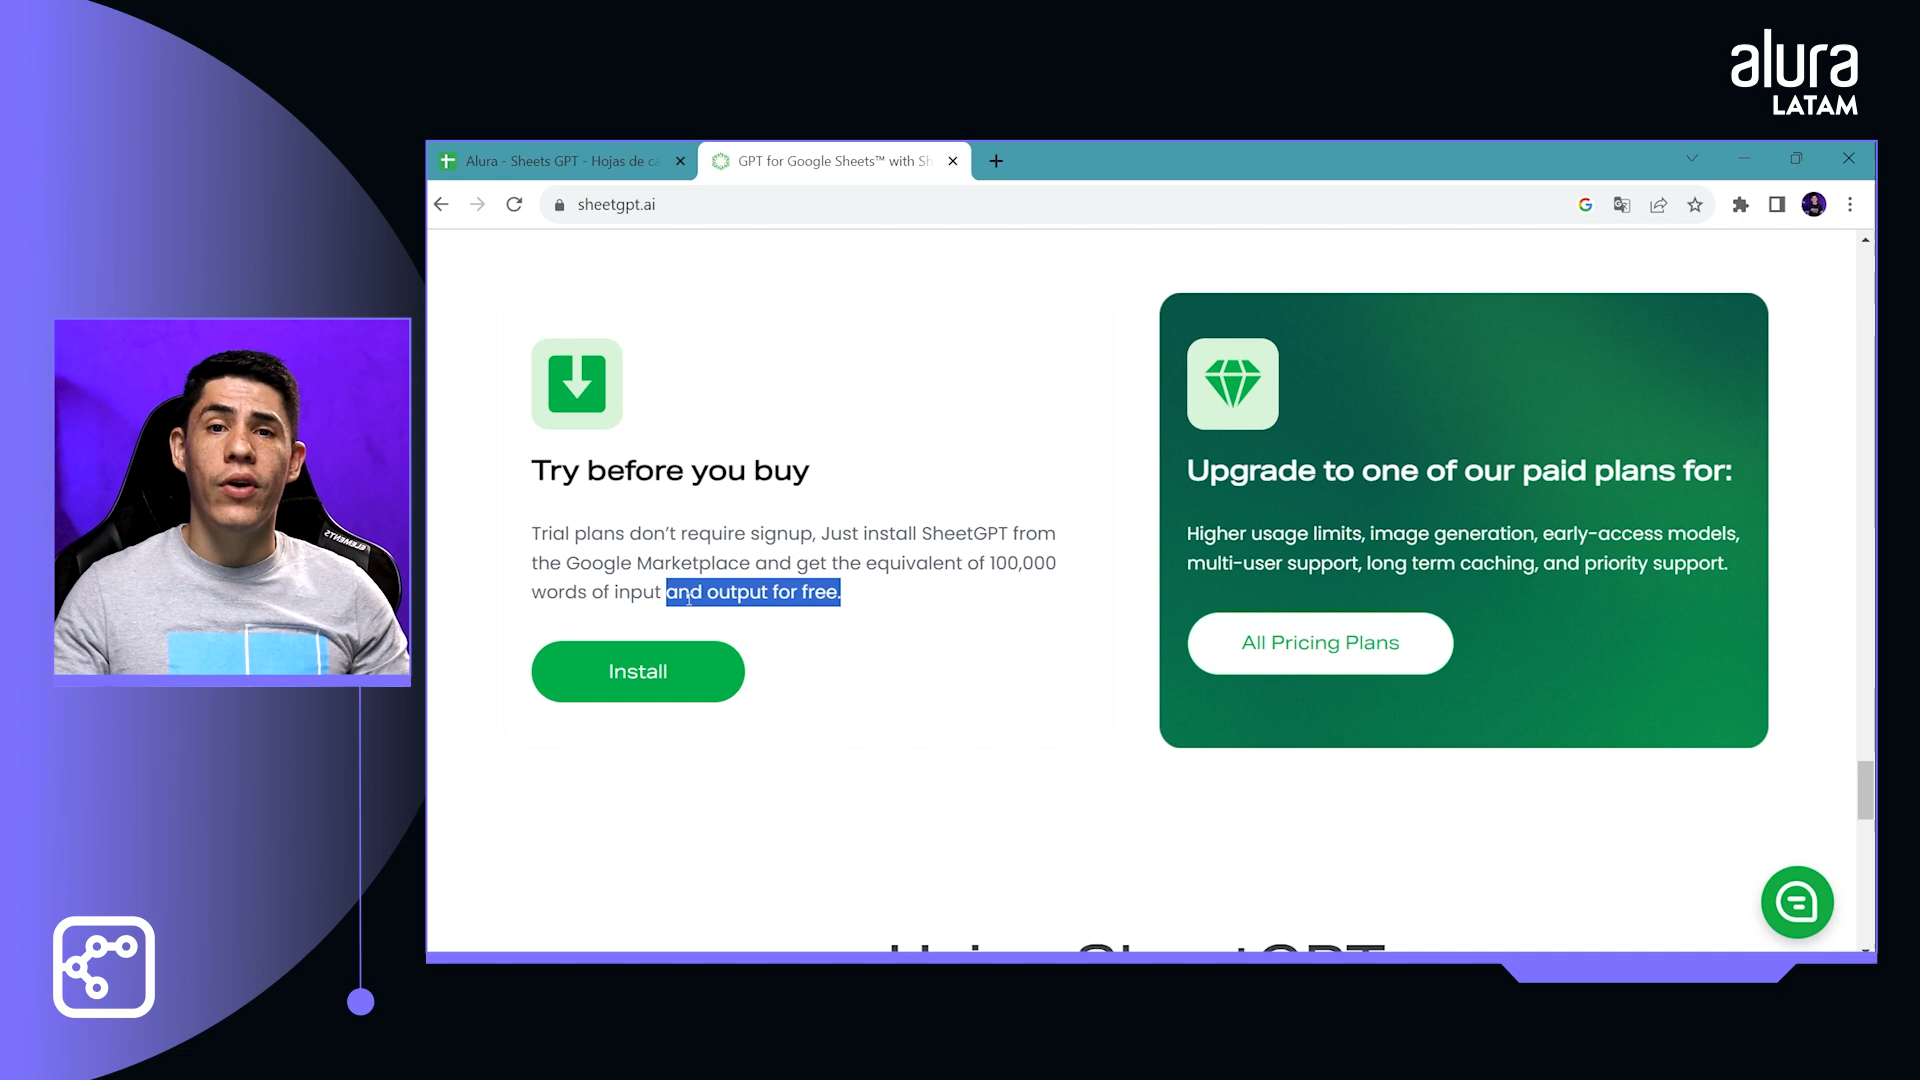 alura
LATAM
Alura - Sheets GPT - Hojas de cá
GPT for Google Sheets™ with Sh
sheetgpt.ai
Try before you buy
Trial plans don't require signup, Just install SheetGPT from
the Google Marketplace and get the equivalent of 100,000
words of input and output for free.
Install
Upgrade to one of our paid plans for:
Higher usage limits, image generation, early-access models,
multi-user support, long term caching, and priority support.
All Pricing Plans
ELEMENTS